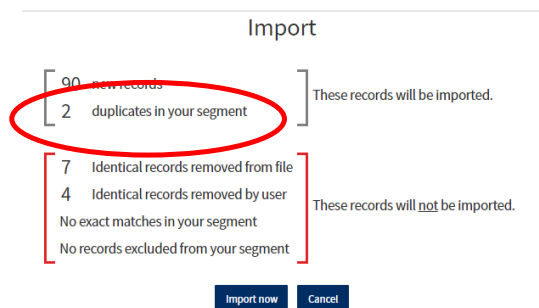 Import
90 new records
2 duplicates in your segment
These records will be imported.
7 Identical records removed from file
4 Identical records removed by user
No exact matches in your segment
No records excluded from your segment
These records will not be imported.
Import now Cancel